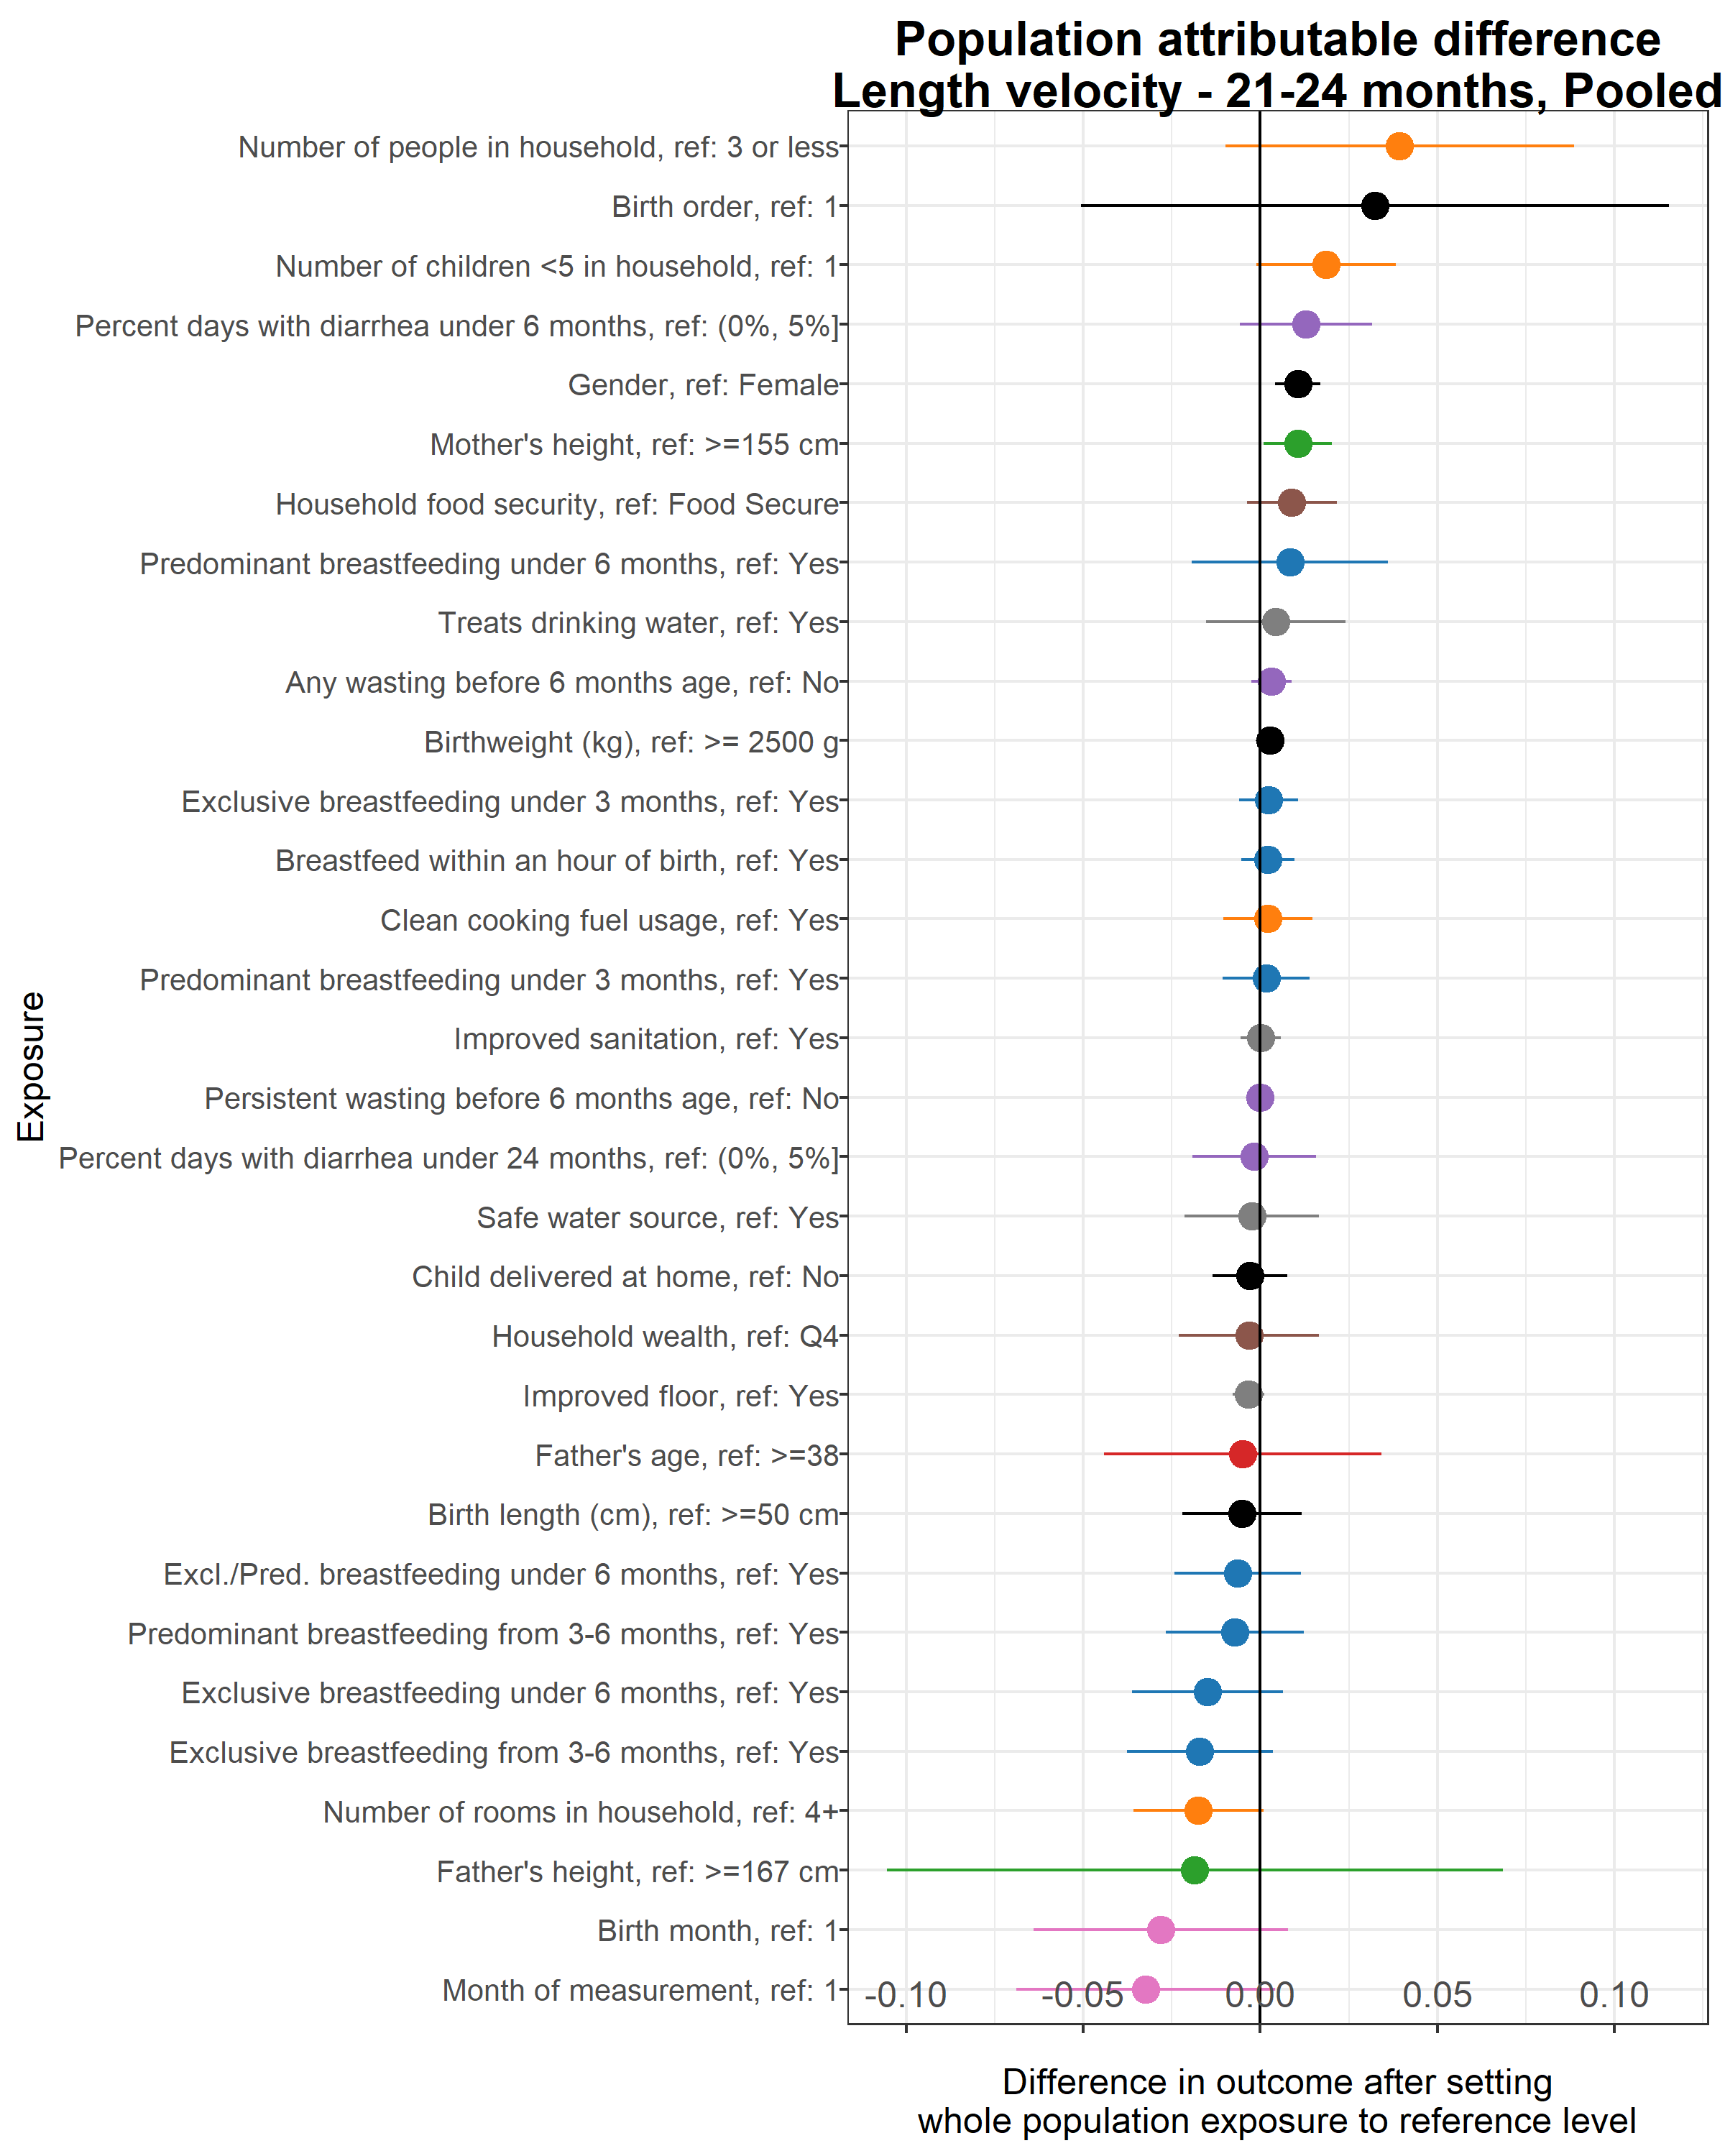 Population attributable difference
Length velocity - 21-24 months, Pooled
Number of people in household, ref: 3 or less
Birth order, ref: 1
Number of children <5 in household, ref: 1
Percent days with diarrhea under 6 months, ref: (0%, 5%]
Gender, ref: Female
Mother's height, ref: >=155 cm
Household food security, ref: Food Secure
Predominant breastfeeding under 6 months, ref: Yes
Treats drinking water, ref: Yes
Any wasting before 6 months age, ref: No
Birthweight (kg), ref: >= 2500 g
Exclusive breastfeeding under 3 months, ref: Yes
Breastfeed within an hour of birth, ref: Yes
Clean cooking fuel usage, ref: Yes
Predominant breastfeeding under 3 months, ref: Yes
Improved sanitation, ref: Yes
Persistent wasting before 6 months age, ref: No
Percent days with diarrhea under 24 months, ref: (0%, 5%]
Safe water source, ref: Yes
Child delivered at home, ref: No
Household wealth, ref: Q4
Improved floor, ref: Yes
Father's age, ref: >=38
Birth length (cm), ref: >=50 cm
Excl./Pred. breastfeeding under 6 months, ref: Yes
Predominant breastfeeding from 3-6 months, ref: Yes
Exclusive breastfeeding under 6 months, ref: Yes
Exclusive breastfeeding from 3-6 months, ref: Yes
Number of rooms in household, ref: 4+
Father's height, ref: >=167 cm
Birth month, ref: 1
Month of measurement, ref: 1
Exposure
-0.10 -0.05 0.00 0.05 0.10
Difference in outcome after setting
whole population exposure to reference level